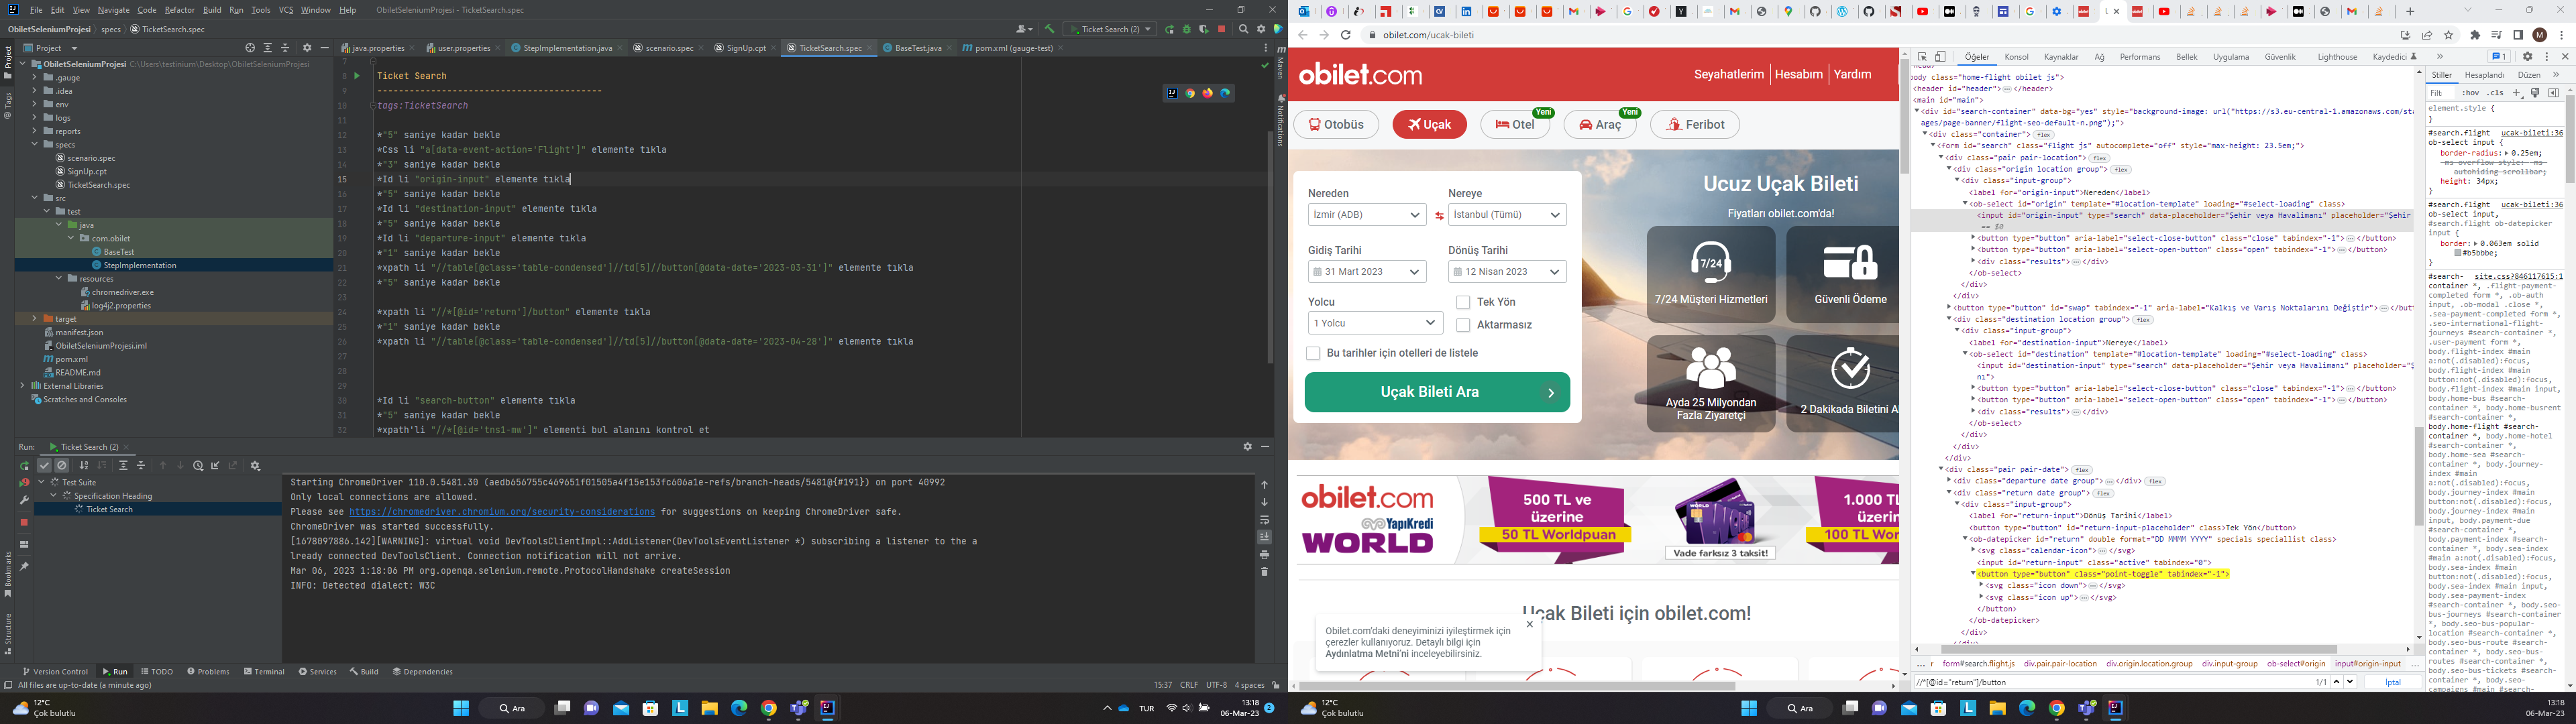 File Edit View Navigate Code Refactor Build Run Tools VCS Window Help ObiletSeleniumProjesi - TicketSearch.spec
ObiletSeleniumProjesi specs TicketSearch.spec
Ticket Search (2)
Project
java.properties user.properties StepImplementation.java scenario.spec SignUp.cpt TicketSearch.spec BaseTest.java pom.xml (gauge-test)
ObiletSeleniumProjesi C:\Users\testinium\Desktop\ObiletSeleniumProjesi
.gauge
.idea
env
logs
reports
specs
scenario.spec
SignUp.cpt
TicketSearch.spec
src
test
java
com.obilet
BaseTest
StepImplementation
resources
chromedriver.exe
log4j2.properties
target
manifest.json
ObiletSeleniumProjesi.iml
pom.xml
README.md
External Libraries
Scratches and Consoles
7
8 Ticket Search
9 -----------------------------------------
10 tags:TicketSearch
11
12 *"5" saniye kadar bekle
13 *Css li "a[data-event-action='Flight']" elemente tıkla
14 *"3" saniye kadar bekle
15 *Id li "origin-input" elemente tıkla
16 *"5" saniye kadar bekle
17 *Id li "destination-input" elemente tıkla
18 *"5" saniye kadar bekle
19 *Id li "departure-input" elemente tıkla
20 *"1" saniye kadar bekle
21 *xpath li "//table[@class='table-condensed']//td[5]//button[@data-date='2023-03-31']" elemente tıkla
22 *"5" saniye kadar bekle
23
24 *xpath li "//*[@id='return']/button" elemente tıkla
25 *"1" saniye kadar bekle
26 *xpath li "//table[@class='table-condensed']//td[5]//button[@data-date='2023-04-28']" elemente tıkla
27
28
29
30 *Id li "search-button" elemente tıkla
31 *"5" saniye kadar bekle
32 *xpath'li "//*[@id='tns1-mw']" elementi bul alanını kontrol et
Maven
Notifications
Project
Tags
Bookmarks
Structure
Run: Ticket Search (2)
Test Suite
Specification Heading
Ticket Search
Starting ChromeDriver 110.0.5481.30 (aedb656755c469651f01505a4f15e153fc606a1e-refs/branch-heads/5481@{#191}) on port 40992
Only local connections are allowed.
Please see https://chromedriver.chromium.org/security-considerations for suggestions on keeping ChromeDriver safe.
ChromeDriver was started successfully.
[1678097886.142][WARNING]: virtual void DevToolsClientImpl::AddListener(DevToolsEventListener *) subscribing a listener to the a
lready connected DevToolsClient. Connection notification will not arrive.
Mar 06, 2023 1:18:06 PM org.openqa.selenium.remote.ProtocolHandshake createSession
INFO: Detected dialect: W3C
Version Control Run TODO Problems Terminal Services Build Dependencies
All files are up-to-date (a minute ago) 15:37 CRLF UTF-8 4 spaces
12°C
Çok bulutlu
Ara
TUR
13:18
06-Mar-23
obilet.com/ucak-bileti
obilet.com
Seyahatlerim Hesabım Yardım
Otobüs Uçak Otel Yeni Araç Yeni Feribot
Nereden Nereye
İzmir (ADB) İstanbul (Tümü)
Gidiş Tarihi Dönüş Tarihi
31 Mart 2023 12 Nisan 2023
Yolcu Tek Yön
1 Yolcu Aktarmasız
Bu tarihler için otelleri de listele
Uçak Bileti Ara
Ucuz Uçak Bileti
Fiyatları obilet.com'da!
7/24
7/24 Müşteri Hizmetleri
Güvenli Ödeme
Ayda 25 Milyondan
Fazla Ziyaretçi
2 Dakikada Biletini Al
obilet.com
YapıKredi
WORLD
500 TL ve
üzerine
50 TL Worldpuan
WORLD
Vade farksız 3 taksit!
1.000 TL
üzerin
100 TL Wor
Uçak Bileti için obilet.com!
Obilet.com'daki deneyiminizi iyileştirmek için
çerezler kullanıyoruz. Detaylı bilgi için
Aydınlatma Metni'ni inceleyebilirsiniz.
Öğeler Konsol Kaynaklar Ağ Performans Bellek Uygulama Güvenlik Lighthouse Kaydedici 1
body class="home-flight obilet js">
<header id="header"> </header>
<main id="main">
<div id="search-container" data-bg="yes" style="background-image: url("https://s3.eu-central-1.amazonaws.com/sta
ages/page-banner/flight-seo-default-n.png");">
<div class="container"> flex
<form id="search" class="flight js" autocomplete="off" style="max-height: 23.5em;">
<div class="pair pair-location"> flex
<div class="origin location group"> flex
<div class="input-group">
<label for="origin-input">Nereden</label>
<ob-select id="origin" template="#location-template" loading="#select-loading" class>
<input id="origin-input" type="search" data-placeholder="Şehir veya Havalimanı" placeholder="Şehir
== $0
<button type="button" aria-label="select-close-button" class="close" tabindex="-1"> </button>
<button type="button" aria-label="select-open-button" class="open" tabindex="-1"> </button>
<div class="results"> </div>
</ob-select>
</div>
</div>
<button type="button" id="swap" tabindex="-1" aria-label="Kalkış ve Varış Noktalarını Değiştir"> </but
<div class="destination location group"> flex
<div class="input-group">
<label for="destination-input">Nereye</label>
<ob-select id="destination" template="#location-template" loading="#select-loading" class>
<input id="destination-input" type="search" data-placeholder="Şehir veya Havalimanı" placeholder="Ş
nı">
<button type="button" aria-label="select-close-button" class="close" tabindex="-1"> </button>
<button type="button" aria-label="select-open-button" class="open" tabindex="-1"> </button>
<div class="results"> </div>
</ob-select>
</div>
</div>
</div>
<div class="pair pair-date"> flex
<div class="departure date group"> </div> flex
<div class="return date group"> flex
<div class="input-group">
<label for="return-input">Dönüş Tarihi</label>
<button type="button" id="return-input-placeholder" class>Tek Yön</button>
<ob-datepicker id="return" double format="DD MMMM YYYY" specials speciallist class>
<svg class="calendar-icon"> </svg>
<input id="return-input" class="active" tabindex="0">
<button type="button" class="point-toggle" tabindex="-1">
<svg class="icon down"> </svg>
<svg class="icon up"> </svg>
</button>
</ob-datepicker>
</div>
form#search.flight.js div.pair.pair-location div.origin.location.group div.input-group ob-select#origin input#origin-input
//*[@id="return"]/button 1/1 İptal
Stiller Hesaplandı Düzen
Filt :hov .cls
element.style {
}
#search.flight ucak-bileti:36
ob-select input {
border-radius: 0.25em;
-ms-overflow-style: -ms-
autohiding-scrollbar;
height: 34px;
}
#search.flight ucak-bileti:36
ob-select input,
#search.flight ob-datepicker
input {
border: 0.063em solid
#b5bbbe;
}
#search- site.css?846117615:1
container *, .flight-payment-
completed form *, .ob-auth
input, .ob-modal .close *,
.sea-payment-completed form *,
.seo-international-flight-
journeys #search-container *,
.user-payment form *,
body.flight-index #main
a:not(.disabled):focus,
body.flight-index #main
button:not(.disabled):focus,
body.flight-index #main input,
body.home-bus #search-
container *, body.home-busrent
#search-container *,
body.home-flight #search-
container *, body.home-hotel
#search-container *,
body.home-sea #search-
container *, body.journey-
index #main
a:not(.disabled):focus,
body.journey-index #main
button:not(.disabled):focus,
body.journey-index #main
input, body.payment-due
#search-container *,
body.payment-index #search-
container *, body.sea-index
#main a:not(.disabled):focus,
body.sea-index #main
button:not(.disabled):focus,
body.sea-index #main input,
body.sea-payment-index
#search-container *, body.seo-
bus-journeys #search-container
*, body.seo-bus-popular-
location #search-container *,
body.seo-bus-route #search-
container *, body.seo-bus-
routes #search-container *,
body.seo-bus-tickets #search-
container *, body.seo-
campaigns #main #search-
12°C
Çok bulutlu
Ara
13:18
06-Mar-23